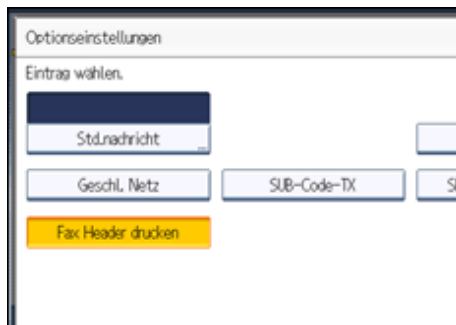 Optionseinstellungen
Eintrag wählen.
Std.nachricht
Geschl. Netz SUB-Code-TX
Fax Header drucken